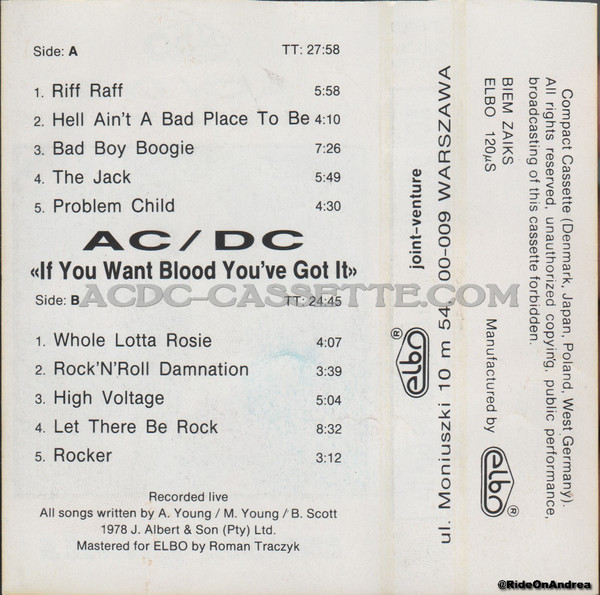 Side: A TT: 27:58
1. Riff Raff 5:58
2. Hell Ain't A Bad Place To Be 4:10
3. Bad Boy Boogie 7:26
4. The Jack 5:49
5. Problem Child 4:30
AC/DC
«If You Want Blood You've Got It»
ACDC-CASSETTE.COM
Side: B TT: 24:45
1. Whole Lotta Rosie 4:07
2. Rock'N'Roll Damnation 3:39
3. High Voltage 5:04
4. Let There Be Rock 8:32
5. Rocker 3:12
Recorded live
All songs written by A. Young / M. Young / B. Scott
1978 J. Albert & Son (Pty) Ltd.
Mastered for ELBO by Roman Traczyk
joint-venture
elbo®
ul. Moniuszki 10 m 54, 00-009 WARSZAWA
Compact Cassette (Denmark, Japan, Poland, West Germany).
All rights reserved, unauthorized copying, public performance,
broadcasting of this cassette forbidden.
BIEM ZAIKS
ELBO 120µS
Manufactured by
elbo®
@RideOnAndrea